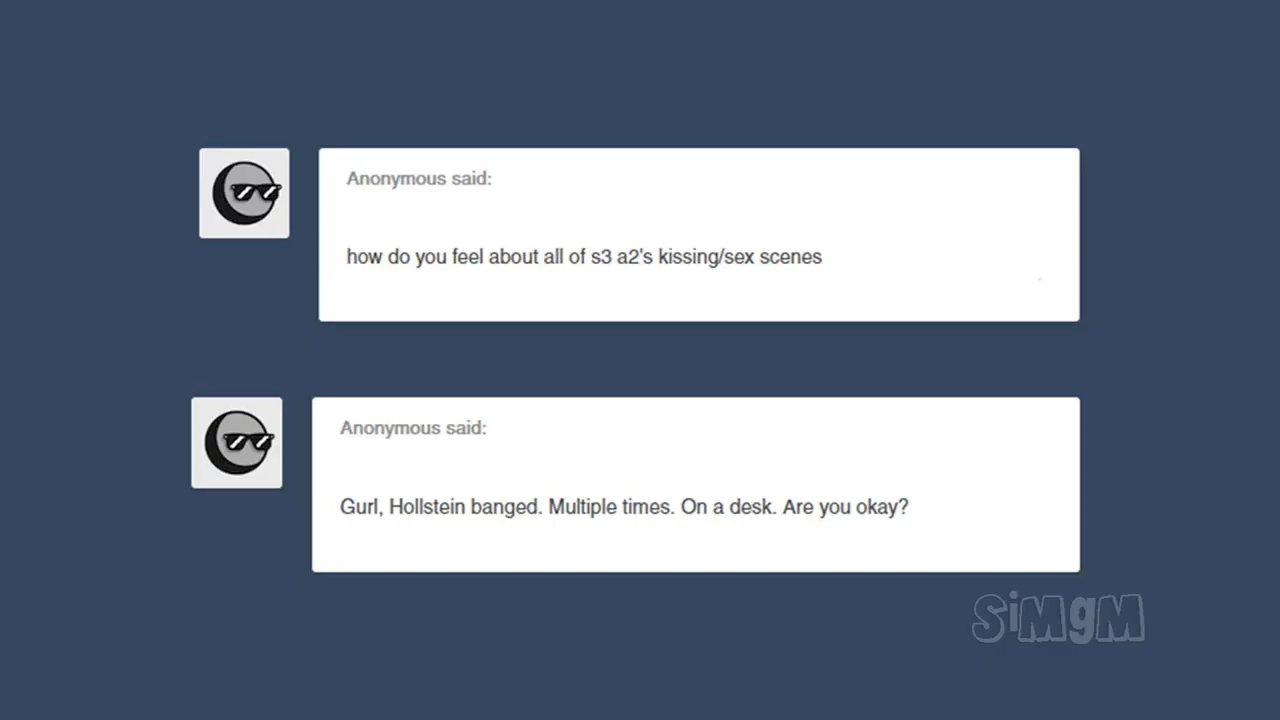 Anonymous said:
how do you feel about all of s3 a2's kissing/sex scenes
Anonymous said:
Gurl, Hollstein banged. Multiple times. On a desk. Are you okay?
SiMgM